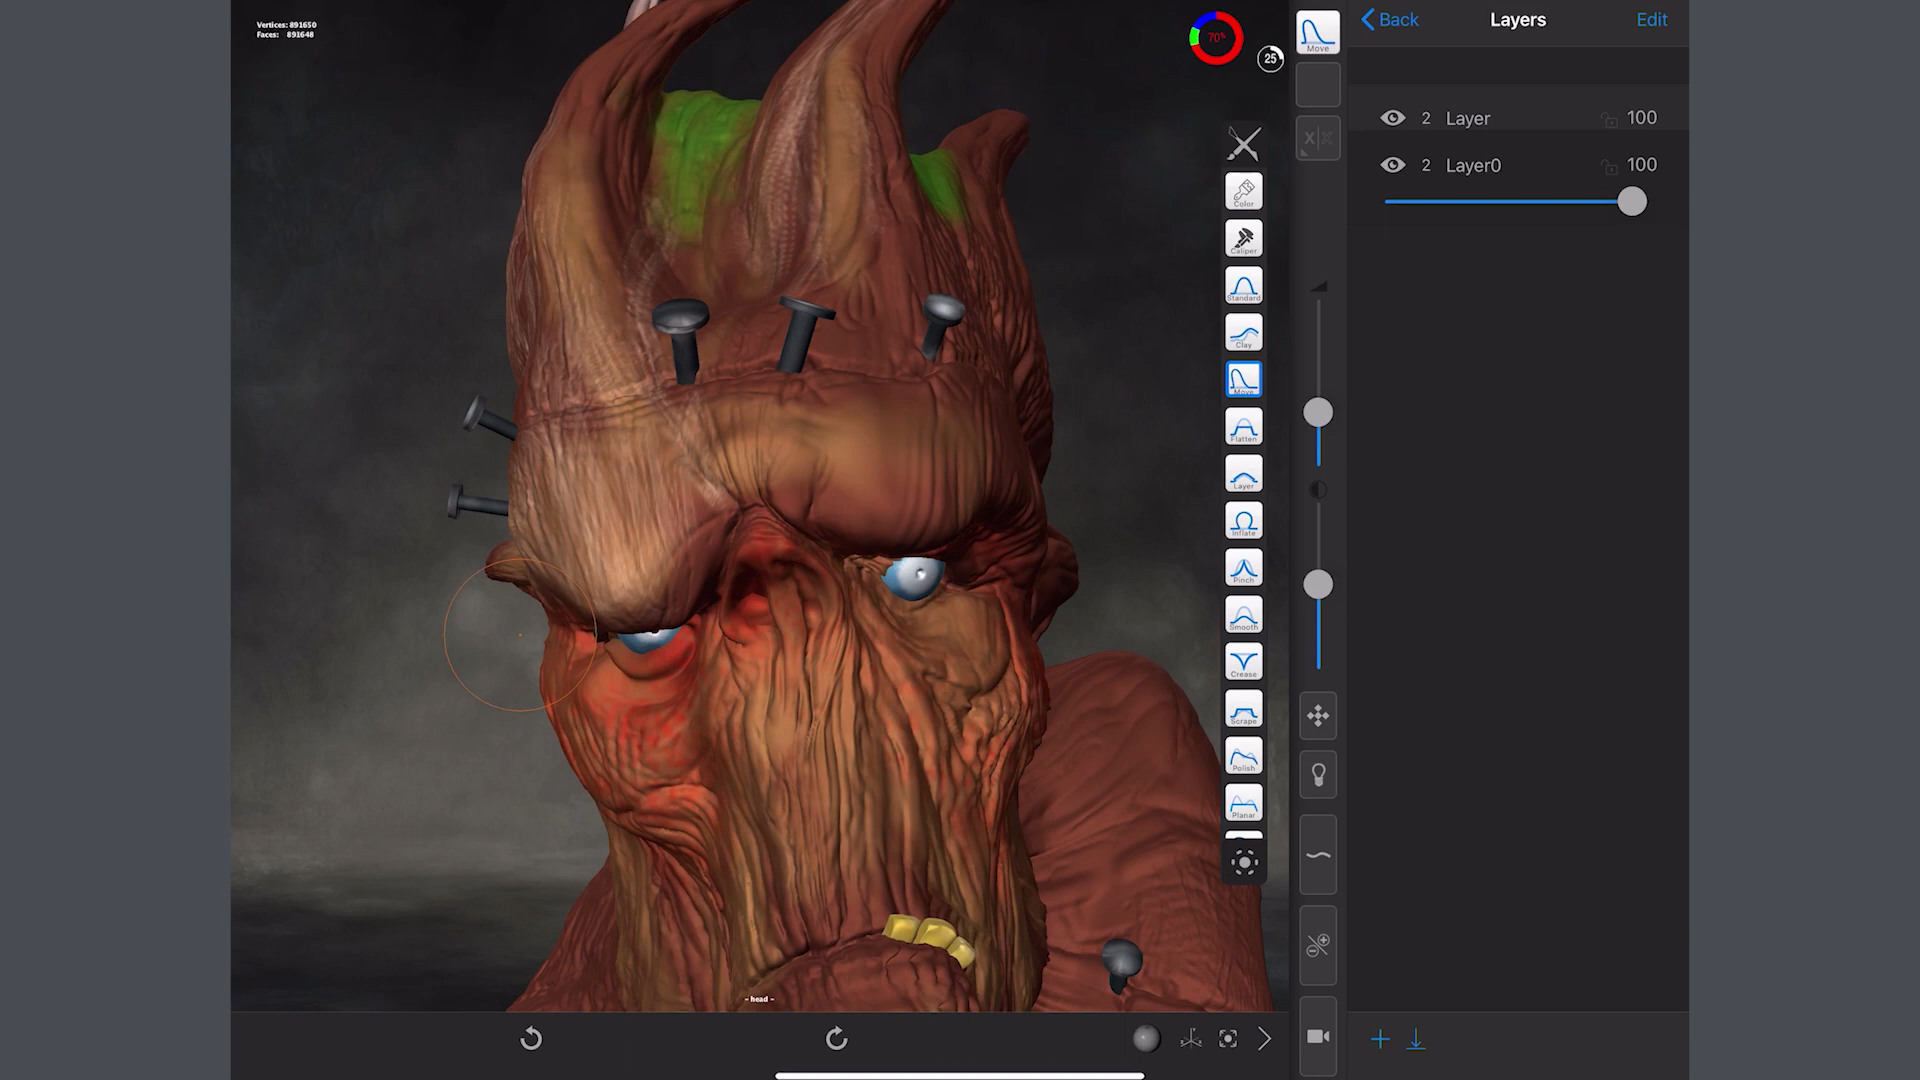 Vertices: 891650
Faces: 891648
70%
25
Move
Back
Layers
Edit
2 Layer 100
2 Layer0 100
X
Color
Caliper
Standard
Clay
Move
Flatten
Layer
Inflate
Pinch
Smooth
Crease
Scrape
Polish
Planar
- head -